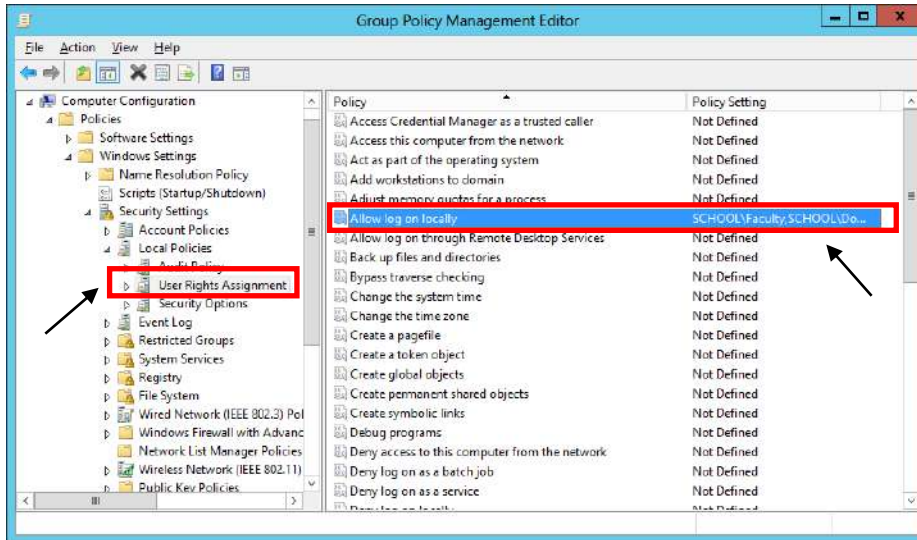 Group Policy Management Editor
File Action View Help
Computer Configuration
Policies
Software Settings
Windows Settings
Name Resolution Policy
Scripts (Startup/Shutdown)
Security Settings
Account Policies
Local Policies
Audit Policy
User Rights Assignment
Security Options
Event Log
Restricted Groups
System Services
Registry
File System
Wired Network (IEEE 802.3) Pol
Windows Firewall with Advanc
Network List Manager Policies
Wireless Network (IEEE 802.11)
Public Key Policies
Policy Policy Setting
Access Credential Manager as a trusted caller Not Defined
Access this computer from the network Not Defined
Act as part of the operating system Not Defined
Add workstations to domain Not Defined
Adjust memory quotas for a process Not Defined
Allow log on locally SCHOOL\Faculty,SCHOOL\Do...
Allow log on through Remote Desktop Services Not Defined
Back up files and directories Not Defined
Bypass traverse checking Not Defined
Change the system time Not Defined
Change the time zone Not Defined
Create a pagefile Not Defined
Create a token object Not Defined
Create global objects Not Defined
Create permanent shared objects Not Defined
Create symbolic links Not Defined
Debug programs Not Defined
Deny access to this computer from the network Not Defined
Deny log on as a batch job Not Defined
Deny log on as a service Not Defined
Deny log on locally Not Defined